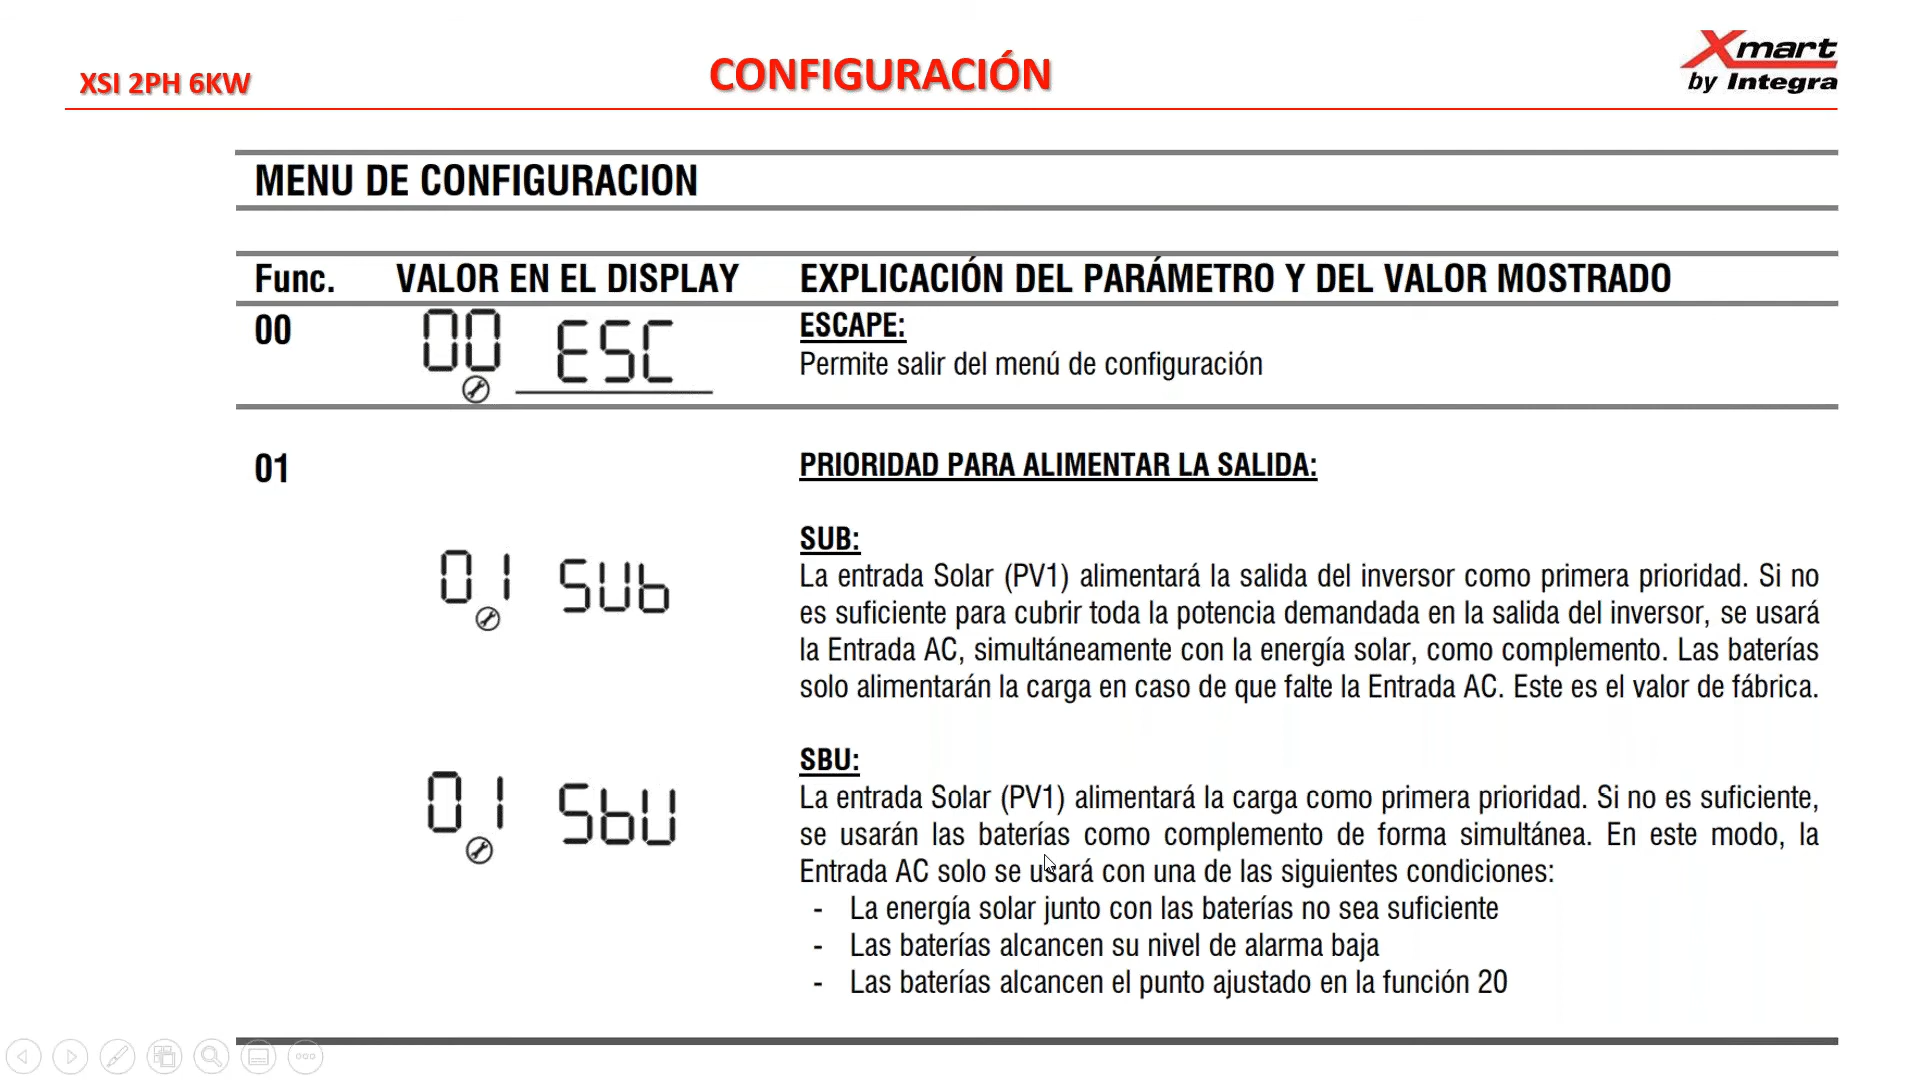 XSI 2PH 6KW
CONFIGURACIÓN
Xmart
by Integra
MENU DE CONFIGURACION
Func. VALOR EN EL DISPLAY EXPLICACIÓN DEL PARÁMETRO Y DEL VALOR MOSTRADO
00 00 ESC ESCAPE:
Permite salir del menú de configuración
01 PRIORIDAD PARA ALIMENTAR LA SALIDA:
SUB:
01 SUb
La entrada Solar (PV1) alimentará la salida del inversor como primera prioridad. Si no
es suficiente para cubrir toda la potencia demandada en la salida del inversor, se usará
la Entrada AC, simultáneamente con la energía solar, como complemento. Las baterías
solo alimentarán la carga en caso de que falte la Entrada AC. Este es el valor de fábrica.
SBU:
01 SbU
La entrada Solar (PV1) alimentará la carga como primera prioridad. Si no es suficiente,
se usarán las baterías como complemento de forma simultánea. En este modo, la
Entrada AC solo se usará con una de las siguientes condiciones:
- La energía solar junto con las baterías no sea suficiente
- Las baterías alcancen su nivel de alarma baja
- Las baterías alcancen el punto ajustado en la función 20